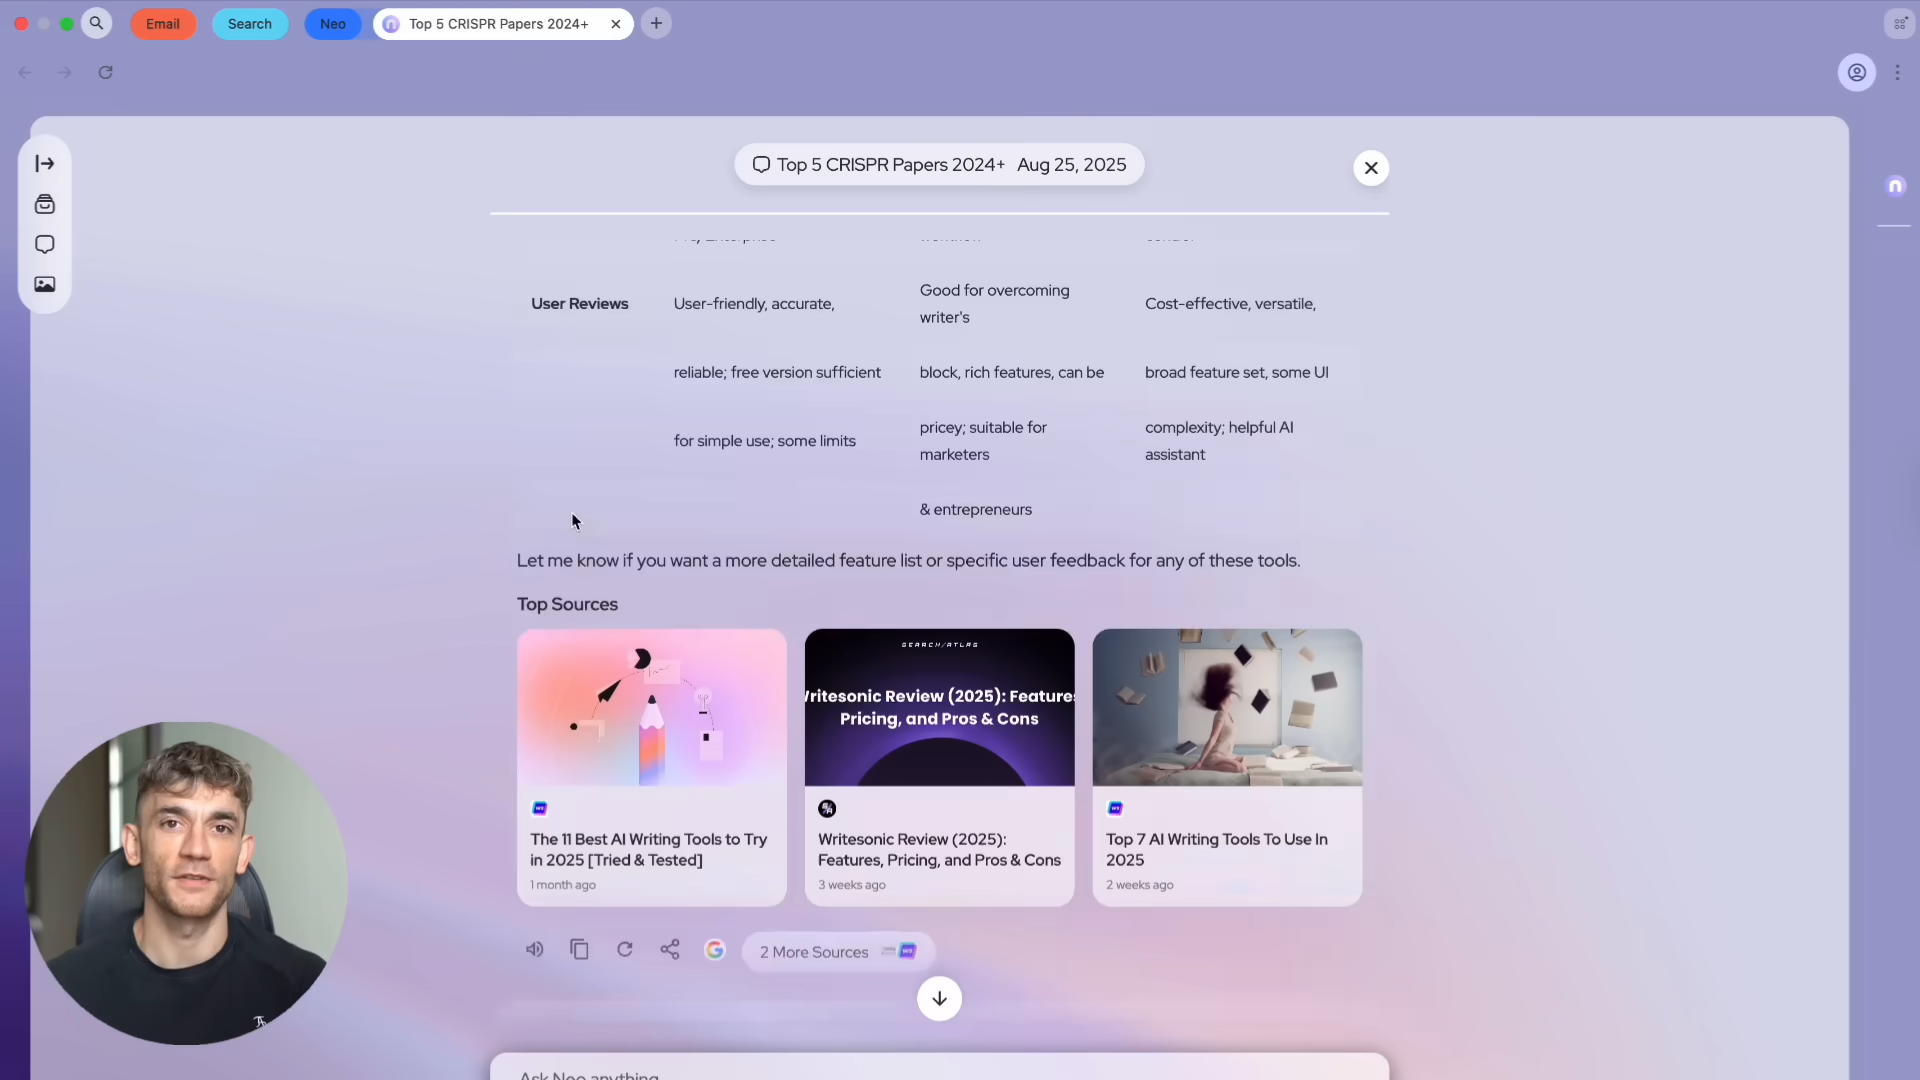 Email
Search
Neo
Top 5 CRISPR Papers 2024+
Top 5 CRISPR Papers 2024+ Aug 25, 2025
User Reviews
User-friendly, accurate,
Good for overcoming
writer's
Cost-effective, versatile,
reliable; free version sufficient
block, rich features, can be
broad feature set, some UI
for simple use; some limits
pricey; suitable for
marketers
complexity; helpful AI
assistant
& entrepreneurs
Let me know if you want a more detailed feature list or specific user feedback for any of these tools.
Top Sources
SEARCH/ATLAS
Writesonic Review (2025): Features
Pricing, and Pros & Cons
The 11 Best AI Writing Tools to Try
in 2025 [Tried & Tested]
1 month ago
Writesonic Review (2025):
Features, Pricing, and Pros & Cons
3 weeks ago
Top 7 AI Writing Tools To Use In
2025
2 weeks ago
2 More Sources
Ask Neo anything